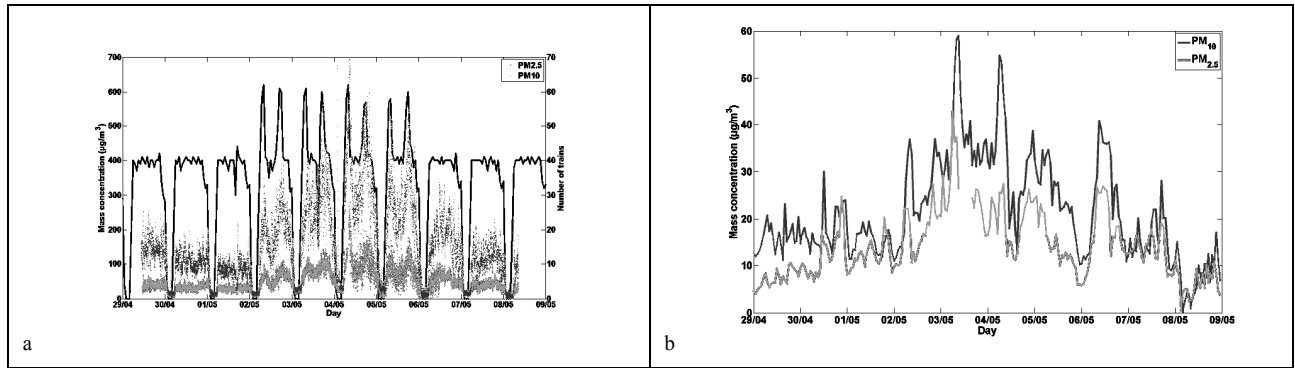 700
600
500
400
300
200
100
0
Mass concentration (µg/m³)
70
60
50
40
30
20
10
0
Number of trains
PM2.5
PM10
29/04 30/04 01/05 02/05 03/05 04/05 05/05 06/05 07/05 08/05 09/05
Day
a
60
50
40
30
20
10
0
Mass concentration (µg/m³)
PM10
PM2.5
29/04 30/04 01/05 02/05 03/05 04/05 05/05 06/05 07/05 08/05 09/05
Day
b